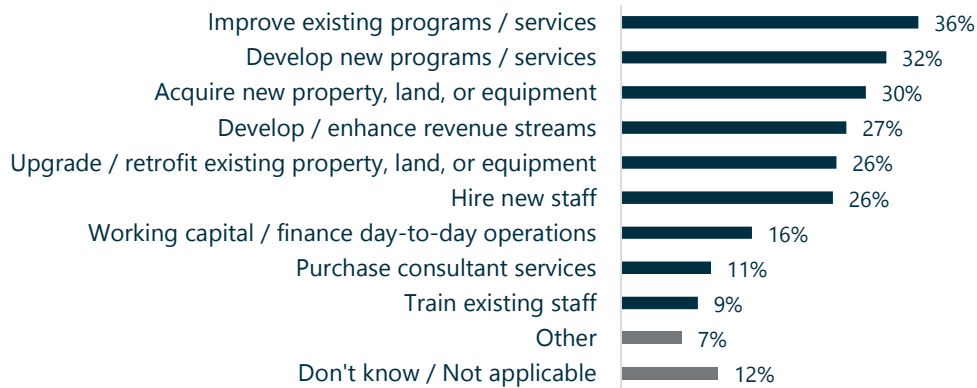 Improve existing programs / services 36%
Develop new programs / services 32%
Acquire new property, land, or equipment 30%
Develop / enhance revenue streams 27%
Upgrade / retrofit existing property, land, or equipment 26%
Hire new staff 26%
Working capital / finance day-to-day operations 16%
Purchase consultant services 11%
Train existing staff 9%
Other 7%
Don't know / Not applicable 12%